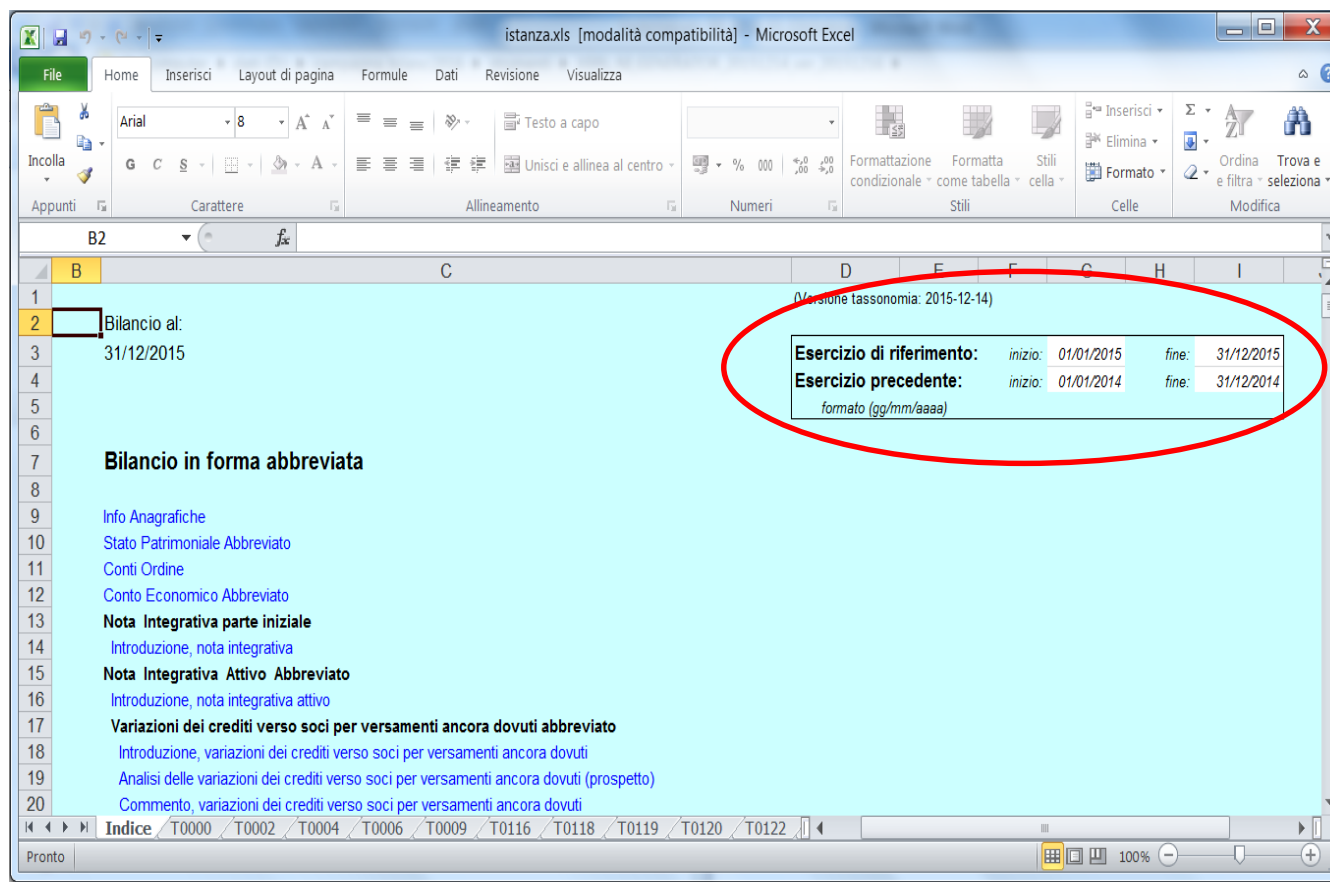 istanza.xls [modalità compatibilità] - Microsoft Excel
File Home Inserisci Layout di pagina Formule Dati Revisione Visualizza
Incolla
Arial 8
G C S A
Testo a capo
Unisci e allinea al centro
% 000
Formattazione condizionale
Formatta come tabella
Stili cella
Inserisci
Elimina
Formato
Σ
Ordina e filtra
Trova e seleziona
Appunti Carattere Allineamento Numeri Stili Celle Modifica
B2 fx
B C D E F G H I
1 (Versione tassonomia: 2015-12-14)
2 Bilancio al:
3 31/12/2015 Esercizio di riferimento: inizio: 01/01/2015 fine: 31/12/2015
4 Esercizio precedente: inizio: 01/01/2014 fine: 31/12/2014
5 formato (gg/mm/aaaa)
6
7 Bilancio in forma abbreviata
8
9 Info Anagrafiche
10 Stato Patrimoniale Abbreviato
11 Conti Ordine
12 Conto Economico Abbreviato
13 Nota Integrativa parte iniziale
14 Introduzione, nota integrativa
15 Nota Integrativa Attivo Abbreviato
16 Introduzione, nota integrativa attivo
17 Variazioni dei crediti verso soci per versamenti ancora dovuti abbreviato
18 Introduzione, variazioni dei crediti verso soci per versamenti ancora dovuti
19 Analisi delle variazioni dei crediti verso soci per versamenti ancora dovuti (prospetto)
20 Commento, variazioni dei crediti verso soci per versamenti ancora dovuti
Indice T0000 T0002 T0004 T0006 T0009 T0116 T0118 T0119 T0120 T0122
Pronto 100%